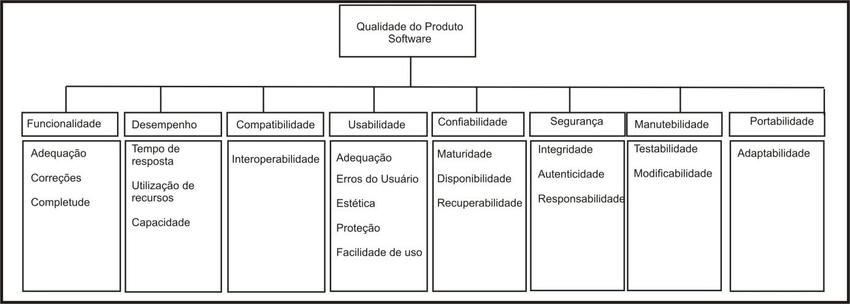 Qualidade do Produto
Software
Funcionalidade
Desempenho
Compatibilidade
Usabilidade
Confiabilidade
Segurança
Manutebilidade
Portabilidade
Adequação
Correções
Completude
Tempo de
resposta
Utilização de
recursos
Capacidade
Interoperabilidade
Adequação
Erros do Usuário
Estética
Proteção
Facilidade de uso
Maturidade
Disponibilidade
Recuperabilidade
Integridade
Autenticidade
Responsabilidade
Testabilidade
Modificabilidade
Adaptabilidade